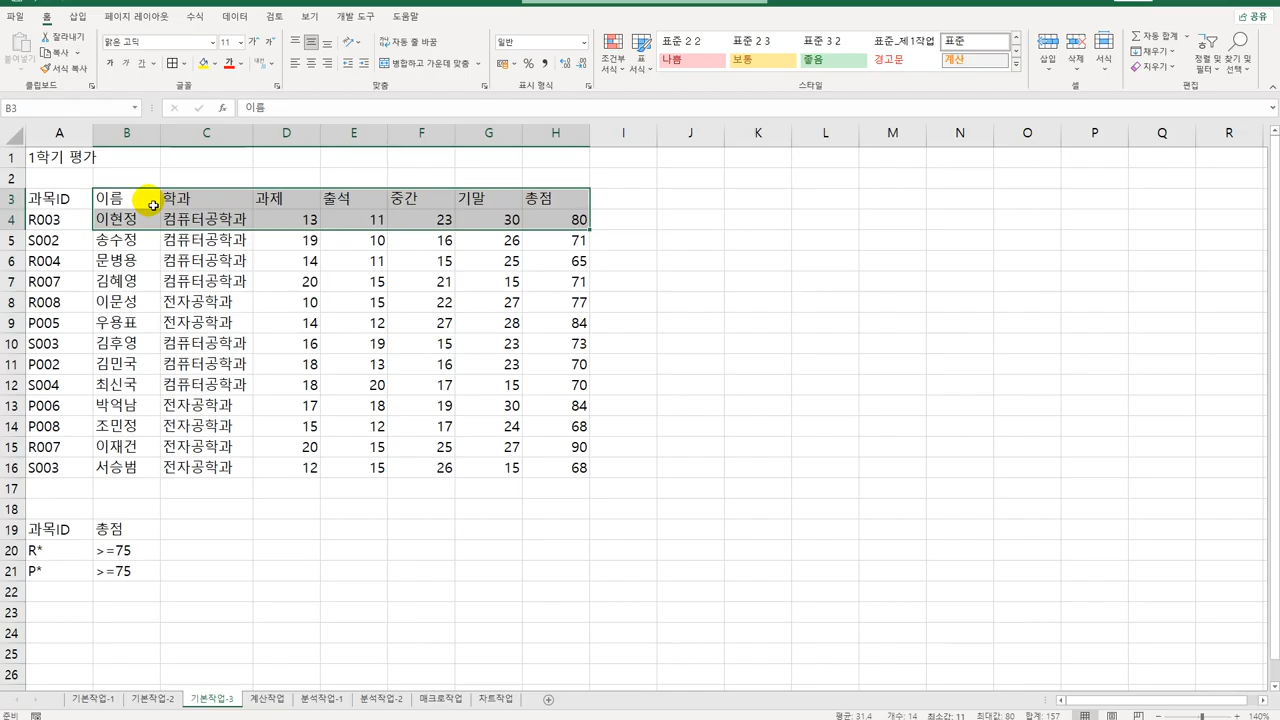 파일 홈 삽입 페이지 레이아웃 수식 데이터 검토 보기 개발 도구 도움말 공유
잘라내기 맑은 고딕 11 자동 줄 바꿈 일반 표준 2 2 표준 2 3 표준 3 2 표준_제1작업 표준 자동 합계
붙여넣기 복사 조건부 서식 표 서식 삽입 삭제 서식 채우기 정렬 및 필터 찾기 및 선택
서식 복사 가 가 가 병합하고 가운데 맞춤 % 나쁨 보통 좋음 경고문 계산 지우기
클립보드 글꼴 맞춤 표시 형식 스타일 셀 편집
B3 fx 이름
A B C D E F G H I J K L M N O P Q R
1 1학기 평가
2
3 과목ID 이름 학과 과제 출석 중간 기말 총점
4 R003 이현정 컴퓨터공학과 13 11 23 30 80
5 S002 송수정 컴퓨터공학과 19 10 16 26 71
6 R004 문병용 컴퓨터공학과 14 11 15 25 65
7 R007 김혜영 컴퓨터공학과 20 15 21 15 71
8 R008 이문성 전자공학과 10 15 22 27 77
9 P005 우용표 전자공학과 14 12 27 28 84
10 S003 김후영 컴퓨터공학과 16 19 15 23 73
11 P002 김민국 컴퓨터공학과 18 13 16 23 70
12 S004 최신국 컴퓨터공학과 18 20 17 15 70
13 P006 박억남 전자공학과 17 18 19 30 84
14 P008 조민정 전자공학과 15 12 17 24 68
15 R007 이재건 전자공학과 20 15 25 27 90
16 S003 서승범 전자공학과 12 15 26 15 68
17
18
19 과목ID 총점
20 R* >=75
21 P* >=75
22
23
24
25
26
기본작업-1 기본작업-2 기본작업-3 계산작업 분석작업-1 분석작업-2 매크로작업 차트작업
준비 평균: 31.4 개수: 14 최소값: 11 최대값: 80 합계: 157 140%